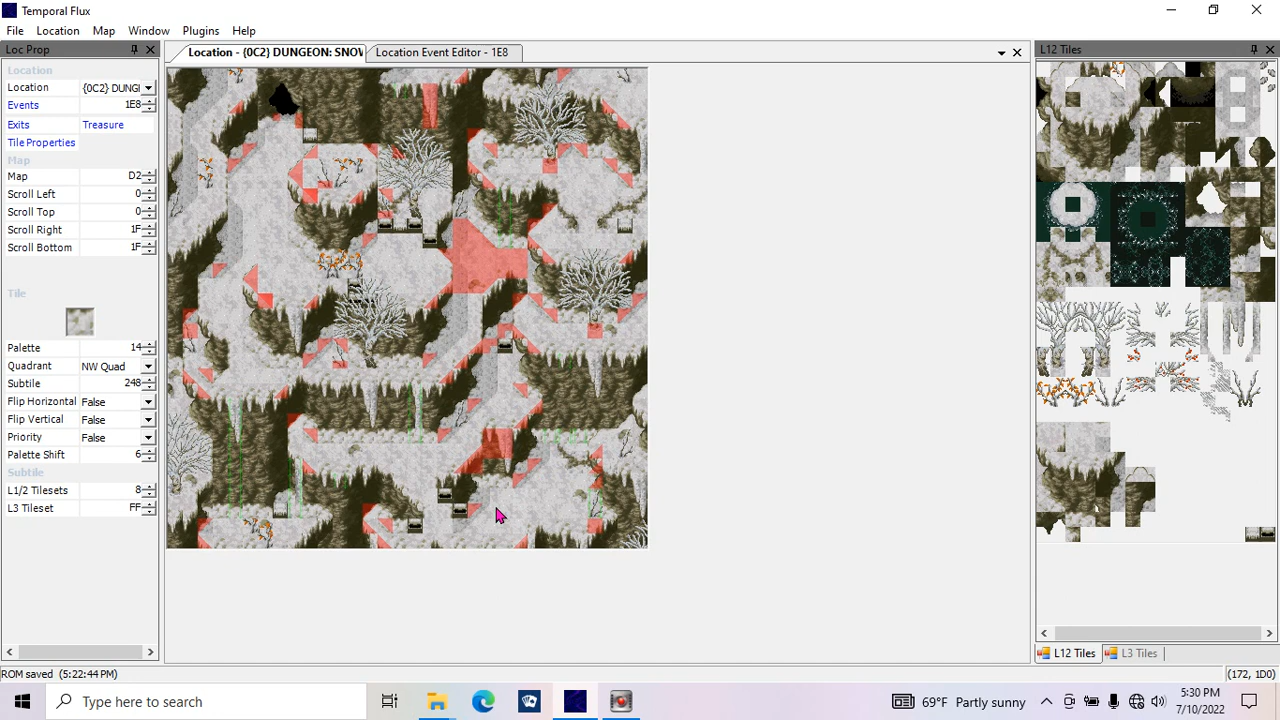 Temporal Flux
File Location Map Window Plugins Help
Loc Prop
Location - {0C2} DUNGEON: SNOW
Location Event Editor - 1E8
L12 Tiles
Location
Location {0C2} DUNGI
Events 1E8
Exits Treasure
Tile Properties
Map
Map D2
Scroll Left 0
Scroll Top 0
Scroll Right 1F
Scroll Bottom 1F
Tile
Palette 14
Quadrant NW Quad
Subtile 248
Flip Horizontal False
Flip Vertical False
Priority False
Palette Shift 6
Subtile
L1/2 Tilesets 8
L3 Tileset FF
L12 Tiles L3 Tiles
ROM saved (5:22:44 PM)
(172, 1D0)
Type here to search
69°F Partly sunny
5:30 PM
7/10/2022